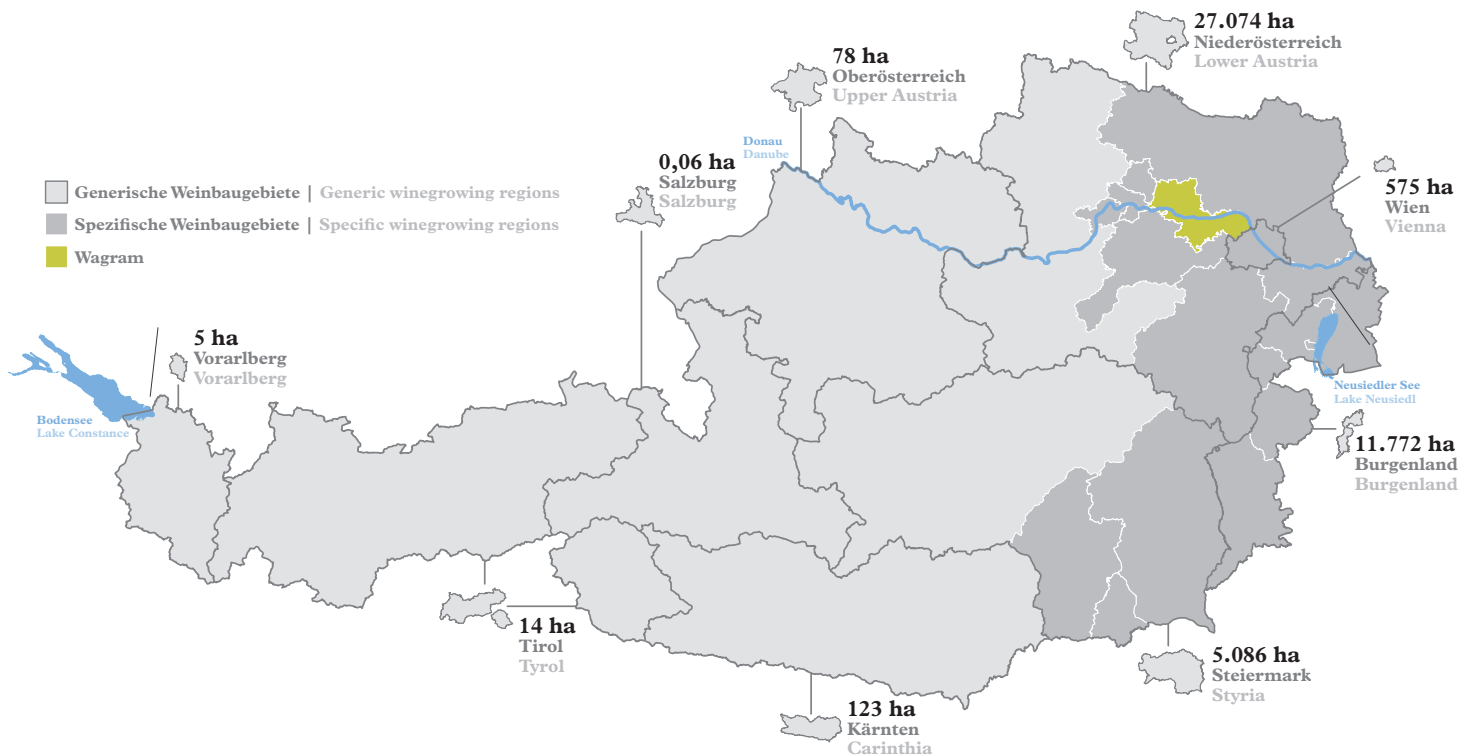 27.074 ha
Niederösterreich
Lower Austria
78 ha
Oberösterreich
Upper Austria
Donau
Danube
0,06 ha
Salzburg
Salzburg
575 ha
Wien
Vienna
Generische Weinbaugebiete | Generic winegrowing regions
Spezifische Weinbaugebiete | Specific winegrowing regions
Wagram
5 ha
Vorarlberg
Vorarlberg
Bodensee
Lake Constance
Neusiedler See
Lake Neusiedl
11.772 ha
Burgenland
Burgenland
14 ha
Tirol
Tyrol
5.086 ha
Steiermark
Styria
123 ha
Kärnten
Carinthia